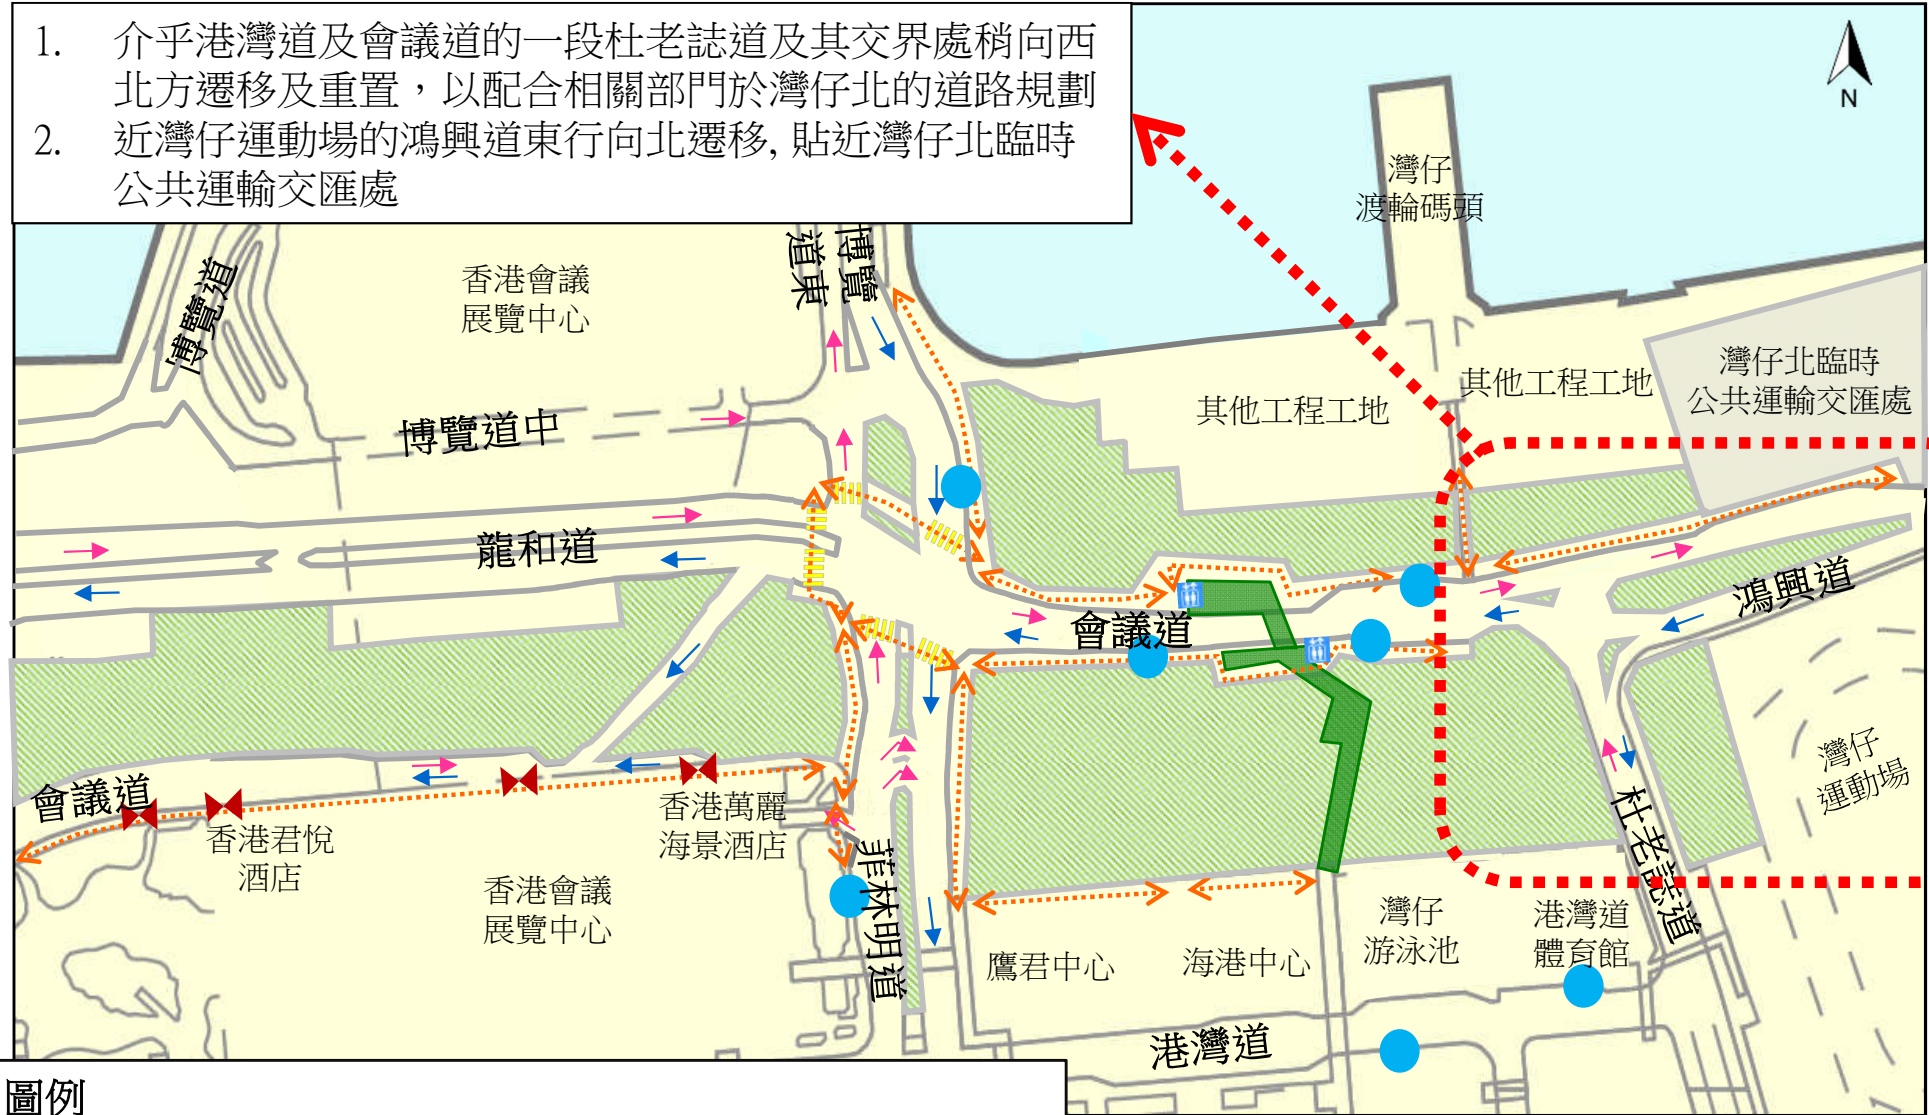 1. 介乎港灣道及會議道的一段杜老誌道及其交界處稍向西
北方遷移及重置，以配合相關部門於灣仔北的道路規劃
2. 近灣仔運動場的鴻興道東行向北遷移, 貼近灣仔北臨時
公共運輸交匯處
N
灣仔
渡輪碼頭
博覽道
香港會議
展覽中心
博覽
道東
灣仔北臨時
公共運輸交匯處
其他工程工地
其他工程工地
博覽道中
龍和道
會議道
鴻興道
灣仔
運動場
會議道
香港君悅
酒店
香港萬麗
海景酒店
香港會議
展覽中心
菲林明道
杜老誌道
鷹君中心
海港中心
灣仔
游泳池
港灣道
體育館
港灣道
圖例